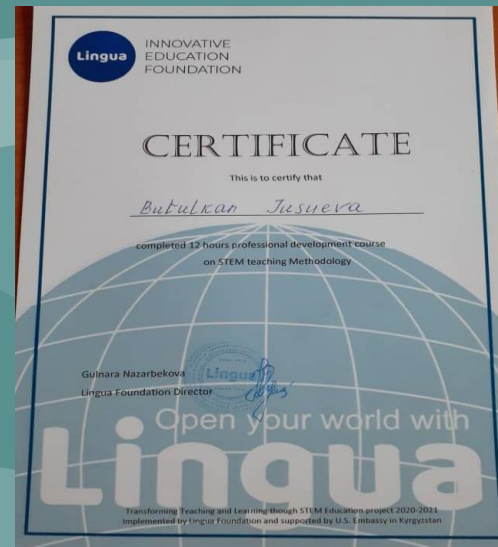 Lingua
INNOVATIVE
EDUCATION
FOUNDATION
CERTIFICATE
This is to certify that
Butulkan Jusueva
completed 12 hours professional development course
on STEM teaching Methodology
Gulnara Nazarbekova
Lingua Foundation Director
Lingua
Open your world with
Lingua
Transforming Teaching and Learning though STEM Education project 2020-2021
Implemented by Lingua Foundation and supported by U.S. Embassy in Kyrgyzstan